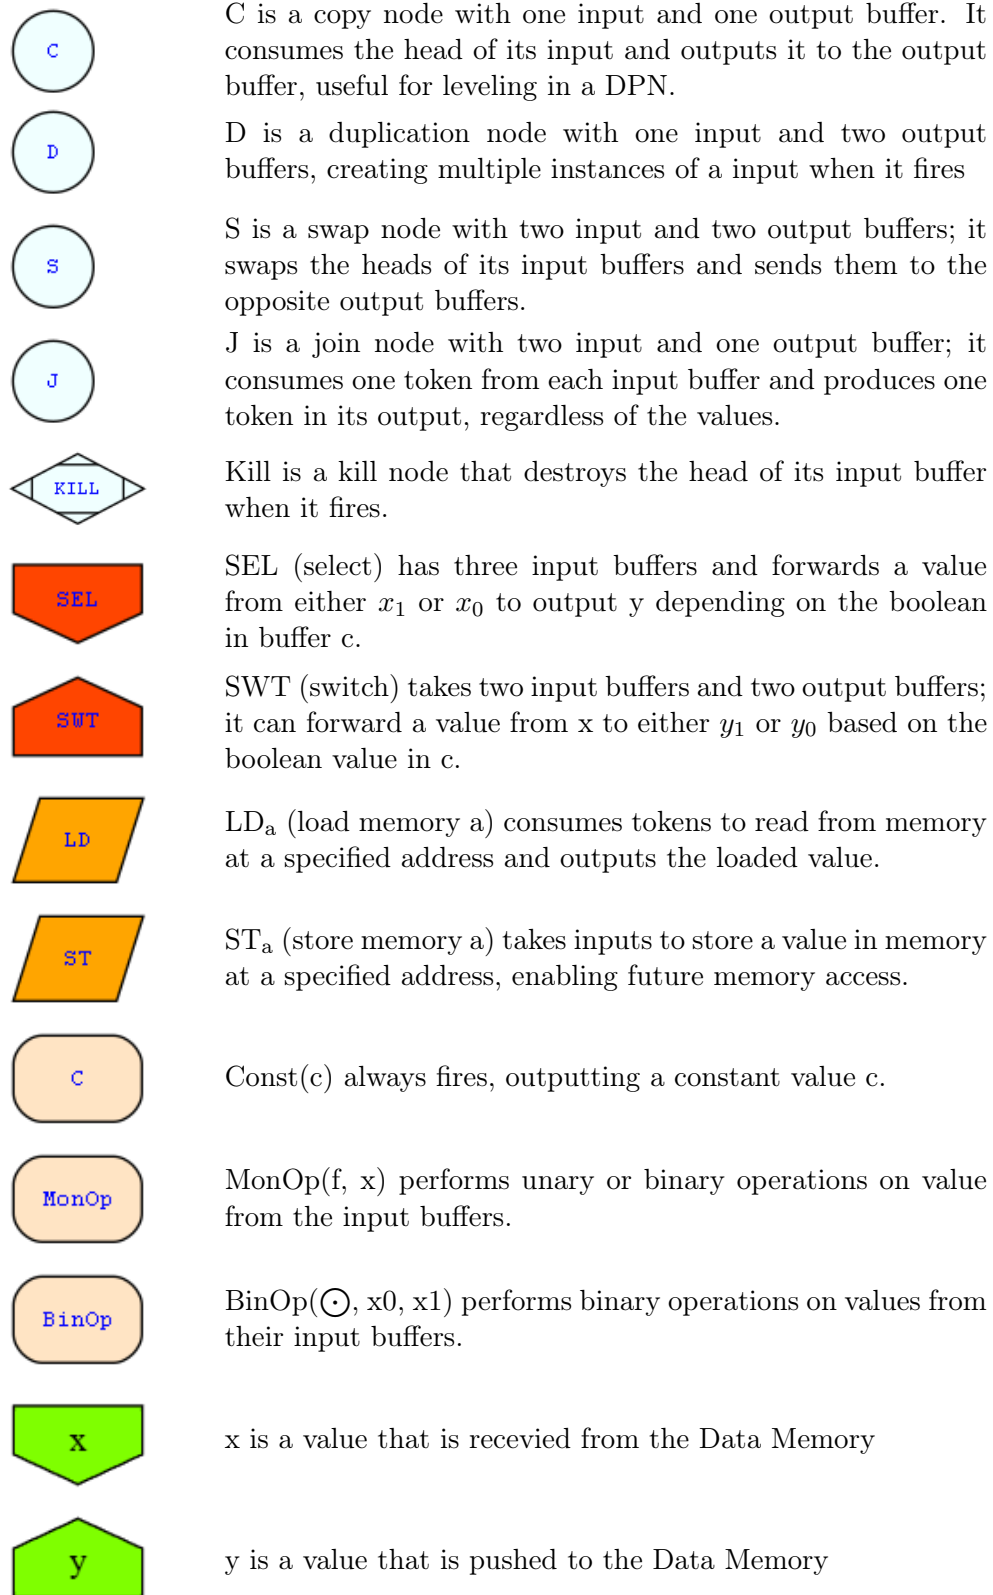 C
C is a copy node with one input and one output buffer. It
consumes the head of its input and outputs it to the output
buffer, useful for leveling in a DPN.
D
D is a duplication node with one input and two output
buffers, creating multiple instances of a input when it fires
S
S is a swap node with two input and two output buffers; it
swaps the heads of its input buffers and sends them to the
opposite output buffers.
J
J is a join node with two input and one output buffer; it
consumes one token from each input buffer and produces one
token in its output, regardless of the values.
KILL
Kill is a kill node that destroys the head of its input buffer
when it fires.
SEL
SEL (select) has three input buffers and forwards a value
from either x₁ or x₀ to output y depending on the boolean
in buffer c.
SWT
SWT (switch) takes two input buffers and two output buffers;
it can forward a value from x to either y₁ or y₀ based on the
boolean value in c.
LD
LDₐ (load memory a) consumes tokens to read from memory
at a specified address and outputs the loaded value.
ST
STₐ (store memory a) takes inputs to store a value in memory
at a specified address, enabling future memory access.
C
Const(c) always fires, outputting a constant value c.
MonOp
MonOp(f, x) performs unary or binary operations on value
from the input buffers.
BinOp
BinOp(⊙, x0, x1) performs binary operations on values from
their input buffers.
x
x is a value that is recevied from the Data Memory
y
y is a value that is pushed to the Data Memory